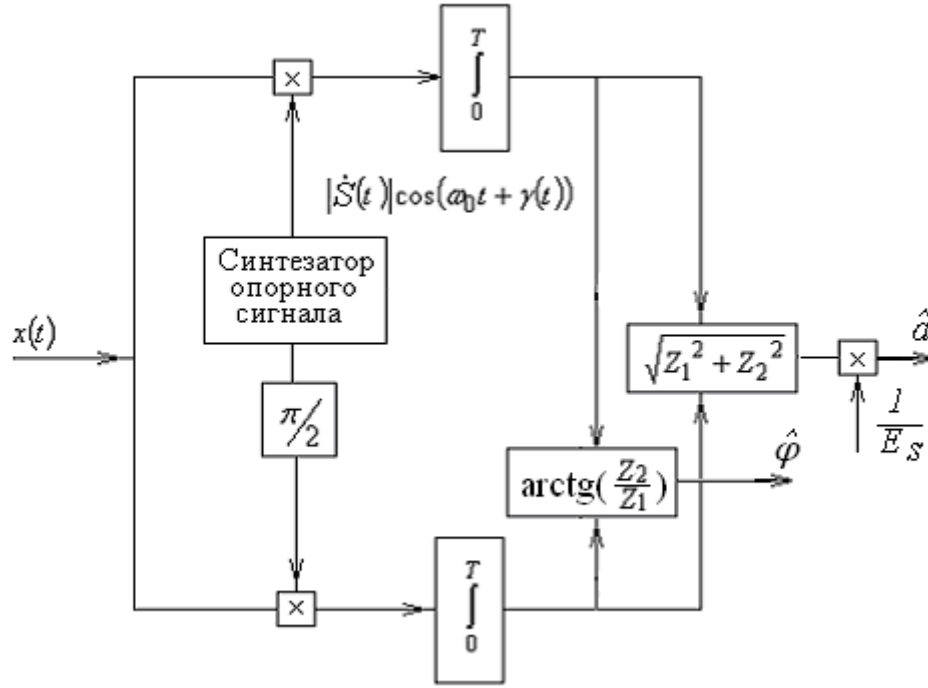 ×
T
∫
0
|Ṡ(t)|cos(ω₀t + γ(t))
Синтезатор
опорного
сигнала
x(t)
π/2
√(Z₁² + Z₂²)
×
â
1/E_S
arctg(Z₂/Z₁)
φ̂
×
T
∫
0